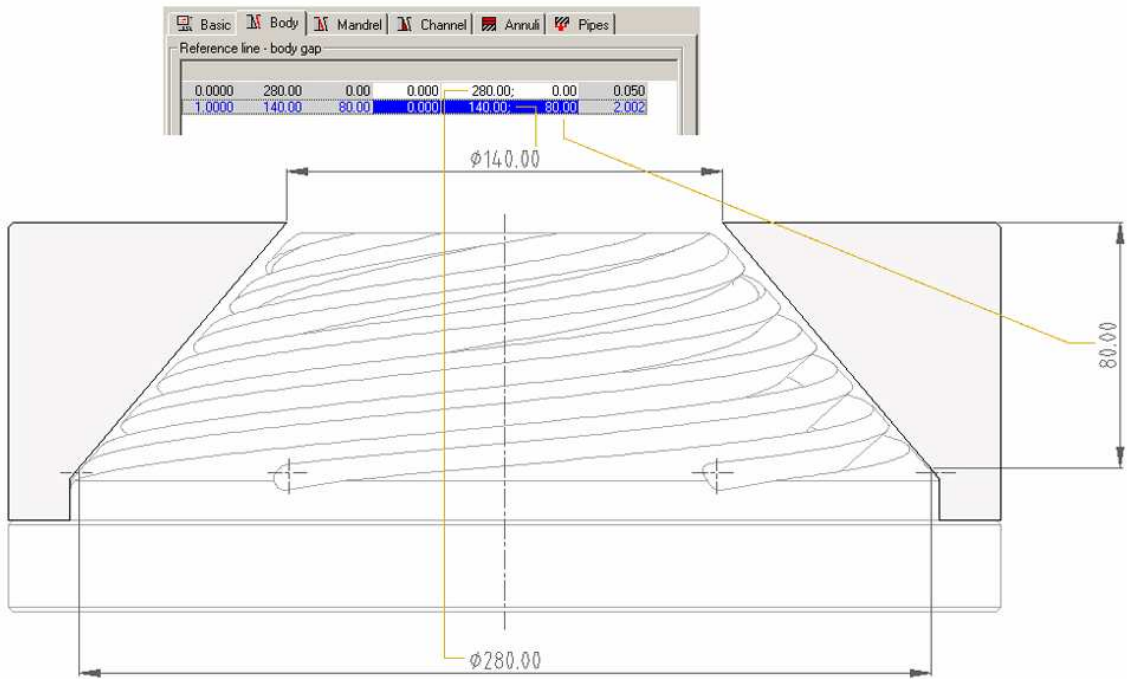 Basic Body Mandrel Channel Annuli Pipes
Reference line - body gap
0.0000 280.00 0.00 0.000 280.00; 0.00 0.050
1.0000 140.00 80.00 0.000 140.00; 80.00 2.002
ϕ140.00
80.00
ϕ280.00